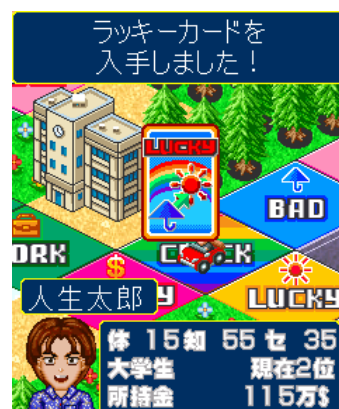 ラッキーカードを
入手しました！
LUCKY
BAD
ORK
LUCKY
人生太郎
体 15 知 55 セ 35
大学生 現在2位
所持金 115万$